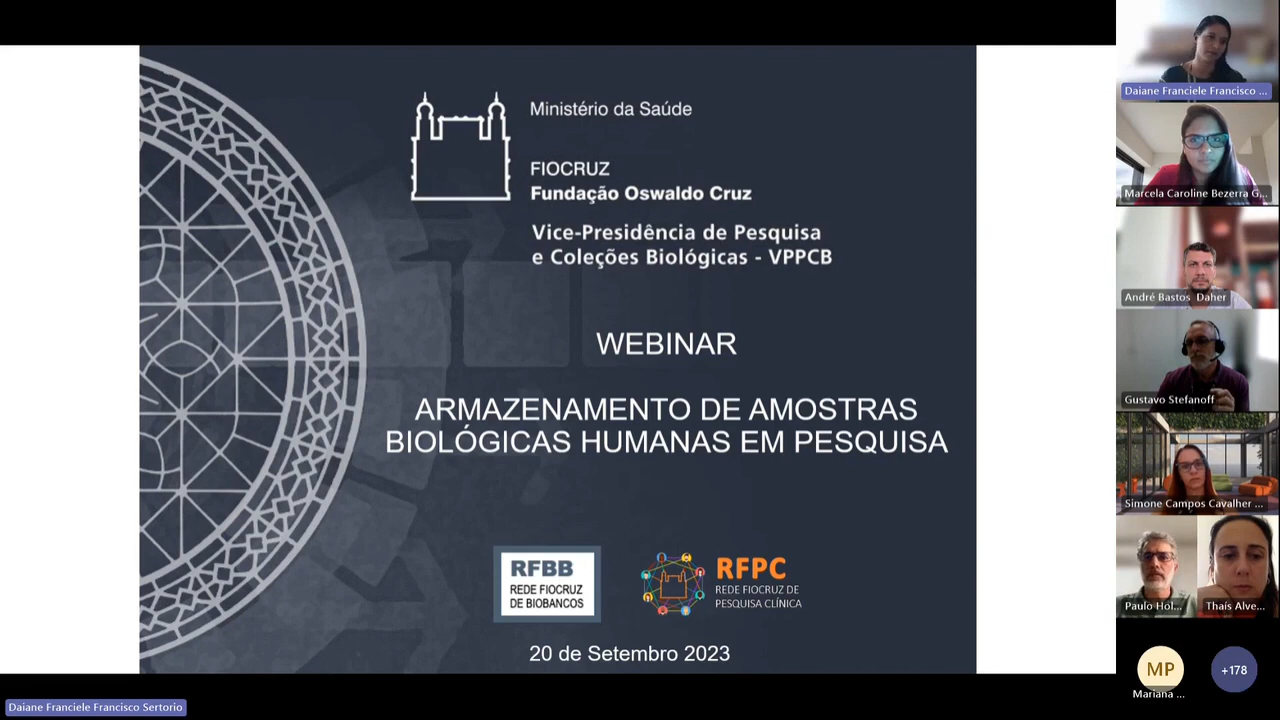 Ministério da Saúde
FIOCRUZ
Fundação Oswaldo Cruz
Vice-Presidência de Pesquisa
e Coleções Biológicas - VPPCB
WEBINAR
ARMAZENAMENTO DE AMOSTRAS
BIOLÓGICAS HUMANAS EM PESQUISA
RFBB
REDE FIOCRUZ
DE BIOBANCOS
RFPC
REDE FIOCRUZ DE
PESQUISA CLÍNICA
20 de Setembro 2023
Daiane Franciele Francisco Sertorio
Daiane Franciele Francisco ...
Marcela Caroline Bezerra G...
André Bastos Daher
Gustavo Stefanoff
Simone Campos Cavalher ...
Paulo Hol...
Thaís Alve...
MP
Mariana ...
+178